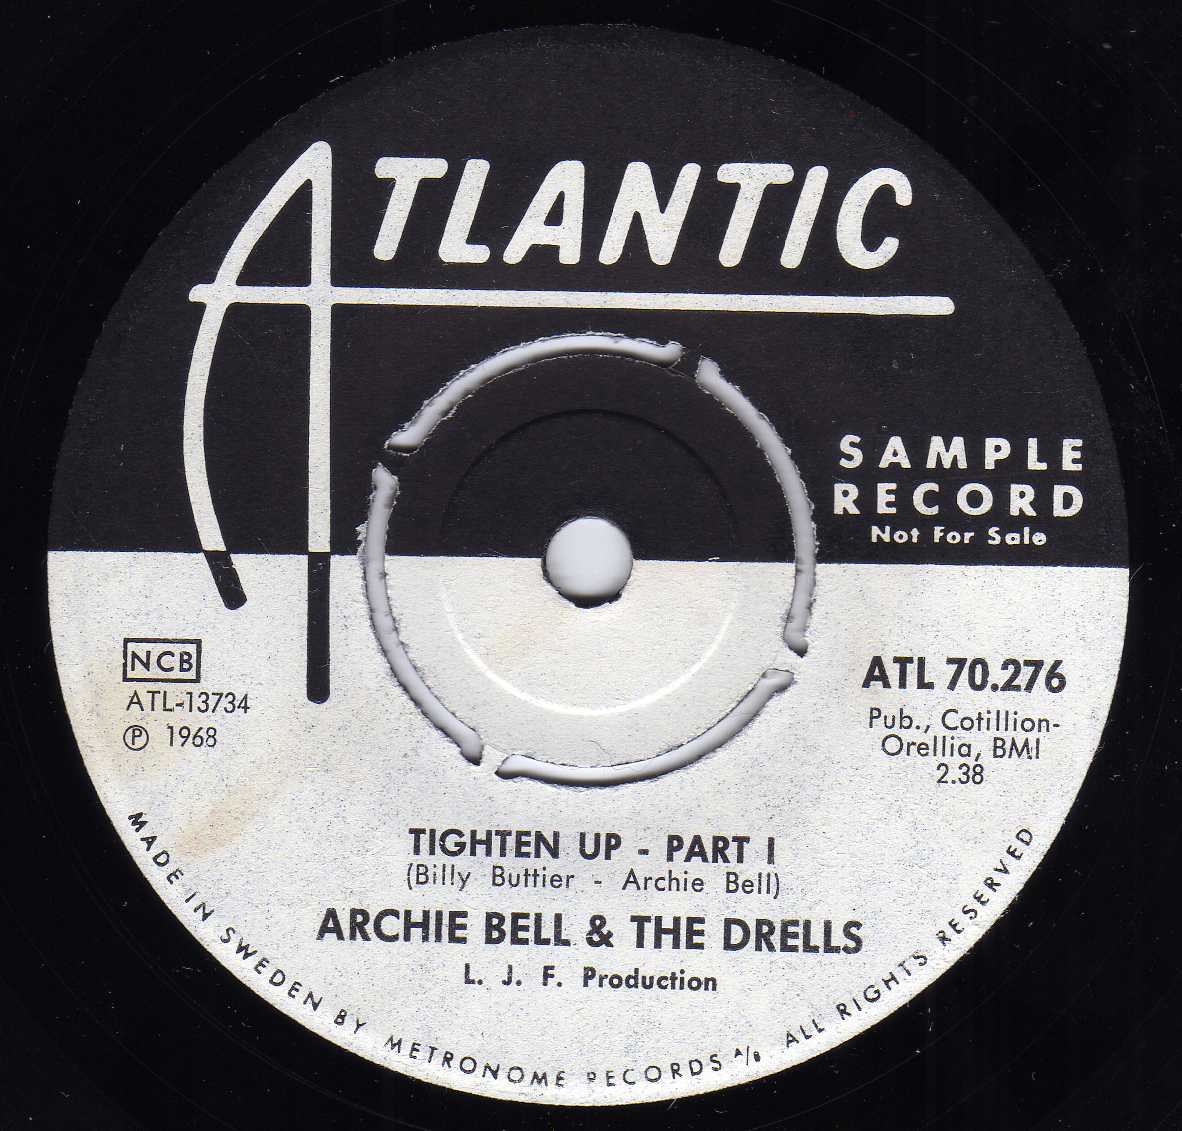 ATLANTIC
SAMPLE
RECORD
Not For Sale
NCB
ATL-13734
Ⓟ 1968
ATL 70.276
Pub., Cotillion-
Orellia, BMI
2.38
TIGHTEN UP - PART I
(Billy Buttier - Archie Bell)
ARCHIE BELL & THE DRELLS
L. J. F. Production
MADE IN SWEDEN BY METRONOME RECORDS A/B ALL RIGHTS RESERVED